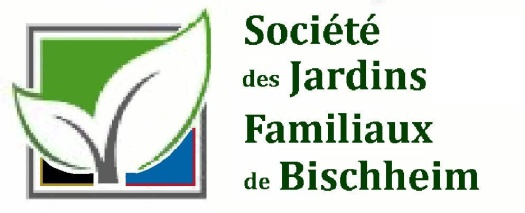 Société
des Jardins
Familiaux
de Bischheim